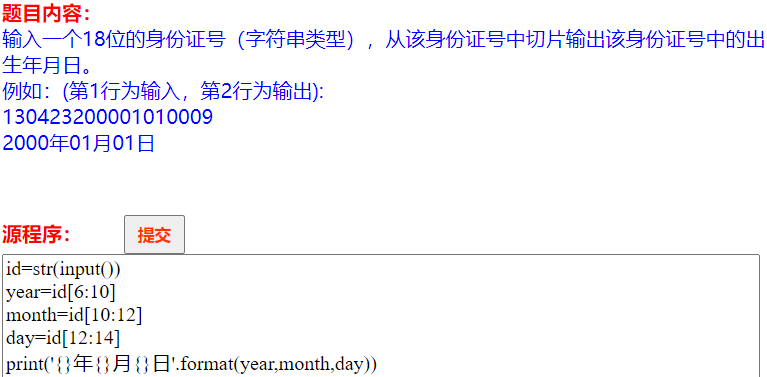 题目内容：
输入一个18位的身份证号（字符串类型），从该身份证号中切片输出该身份证号中的出
生年月日。
例如：(第1行为输入，第2行为输出):
130423200001010009
2000年01月01日
源程序： 提交
id=str(input())
year=id[6:10]
month=id[10:12]
day=id[12:14]
print('{}年{}月{}日'.format(year,month,day))